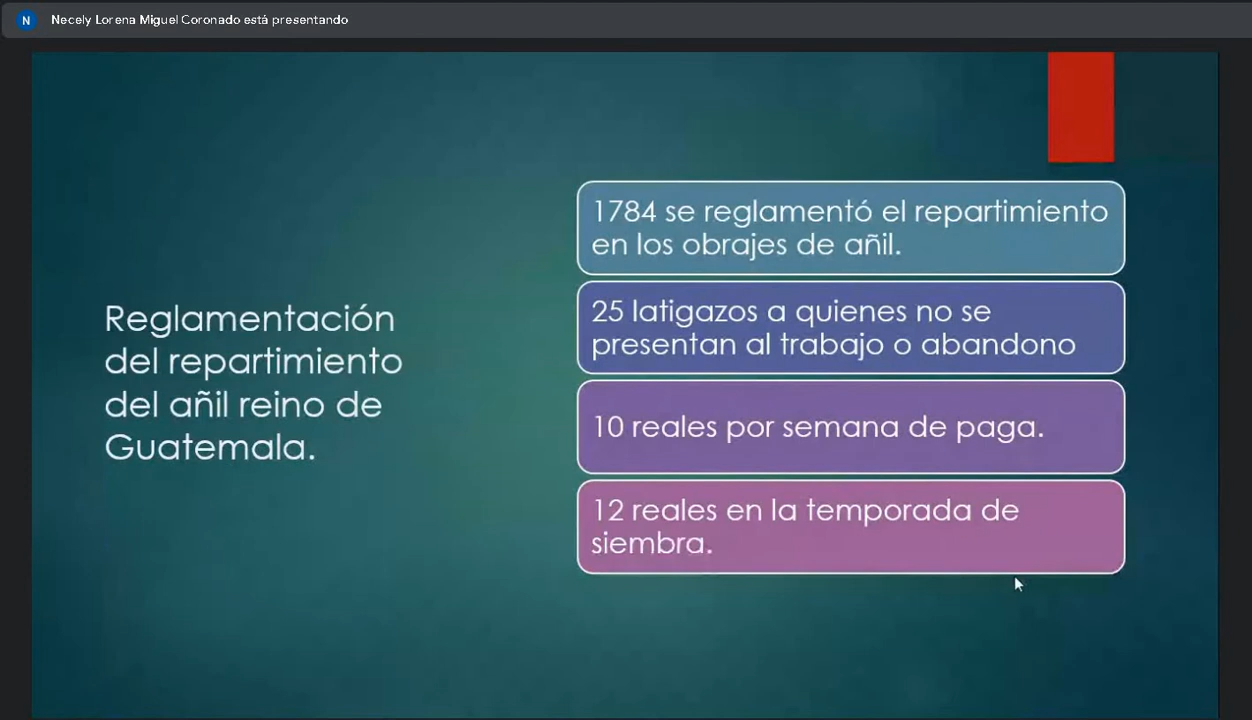 N
Necely Lorena Miguel Coronado está presentando
Reglamentación
del repartimiento
del añil reino de
Guatemala.
1784 se reglamentó el repartimiento
en los obrajes de añil.
25 latigazos a quienes no se
presentan al trabajo o abandono
10 reales por semana de paga.
12 reales en la temporada de
siembra.